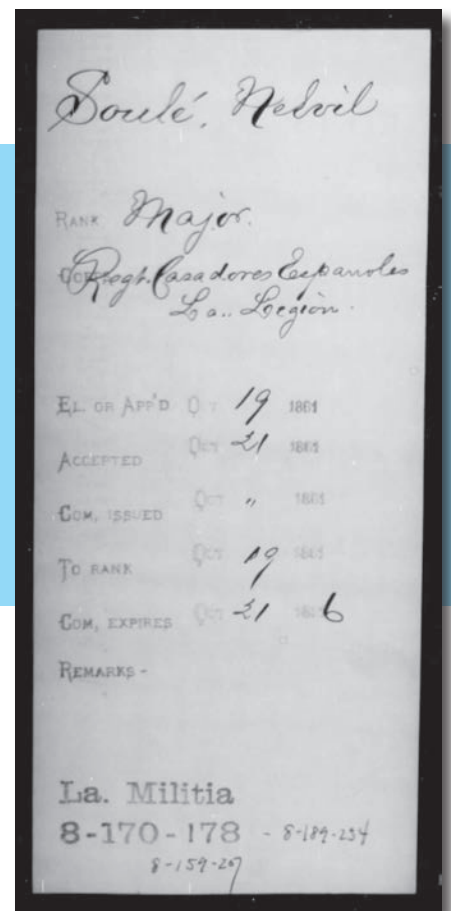 Soulé, Nelvil
RANK Major.
Regt. Casadores Españoles
La. Legion.
EL. OR APP'D Oct 19 1861
ACCEPTED Oct 21 1861
COM. ISSUED Oct " 1861
TO RANK Oct 19 1861
COM. EXPIRES Oct 21 1866
REMARKS -
La. Militia
8-170-178 - 8-189-234
8-159-207